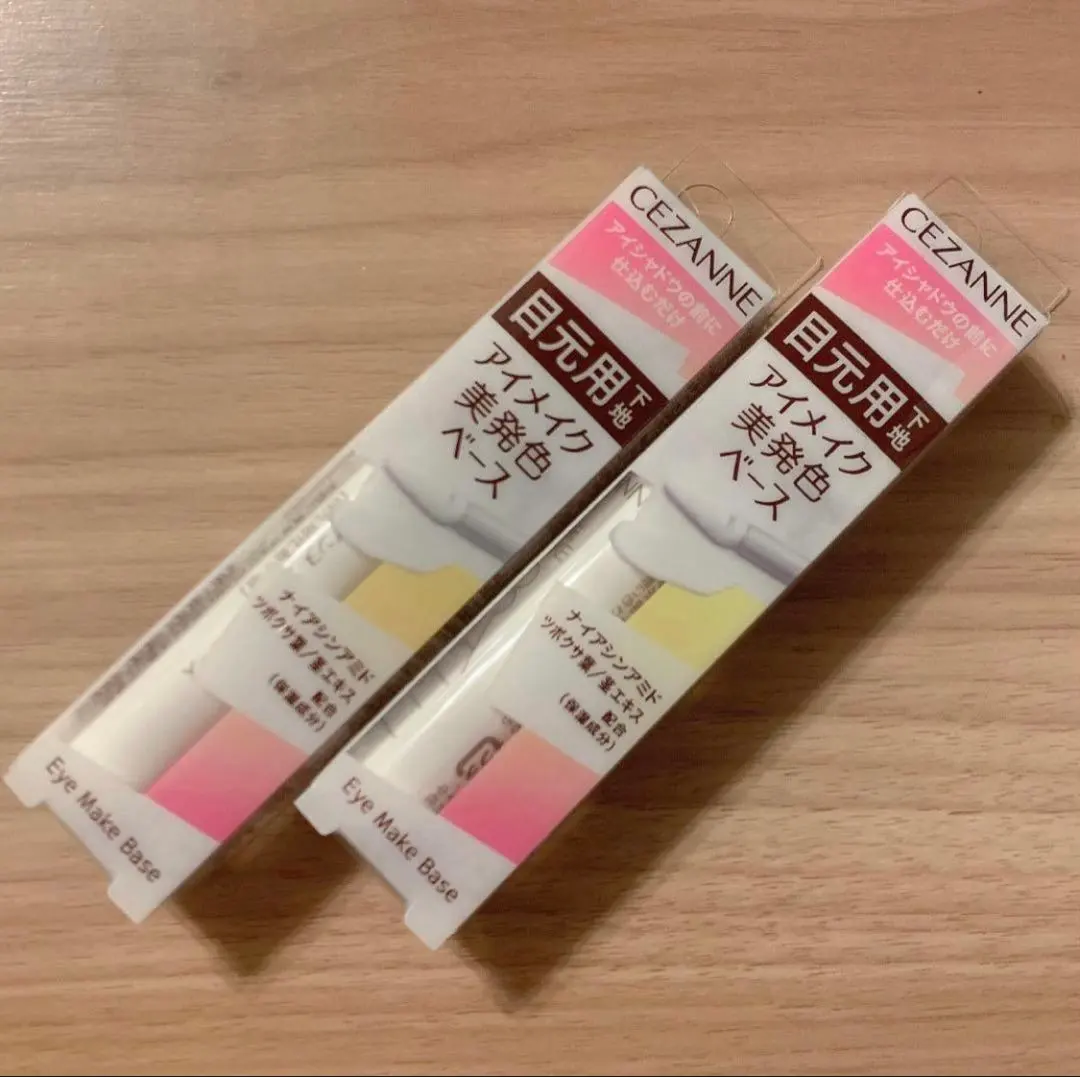 CEZANNE
アイシャドウの前に
仕込むだけ
目元用下地
アイメイク
美発色
ベース
ナイアシンアミド
ツボクサ葉/茎エキス
配合
(保湿成分)
Eye Make Base
CEZANNE
アイシャドウの前に
仕込むだけ
目元用下地
アイメイク
美発色
ベース
ナイアシンアミド
ツボクサ葉/茎エキス
配合
(保湿成分)
Eye Make Base